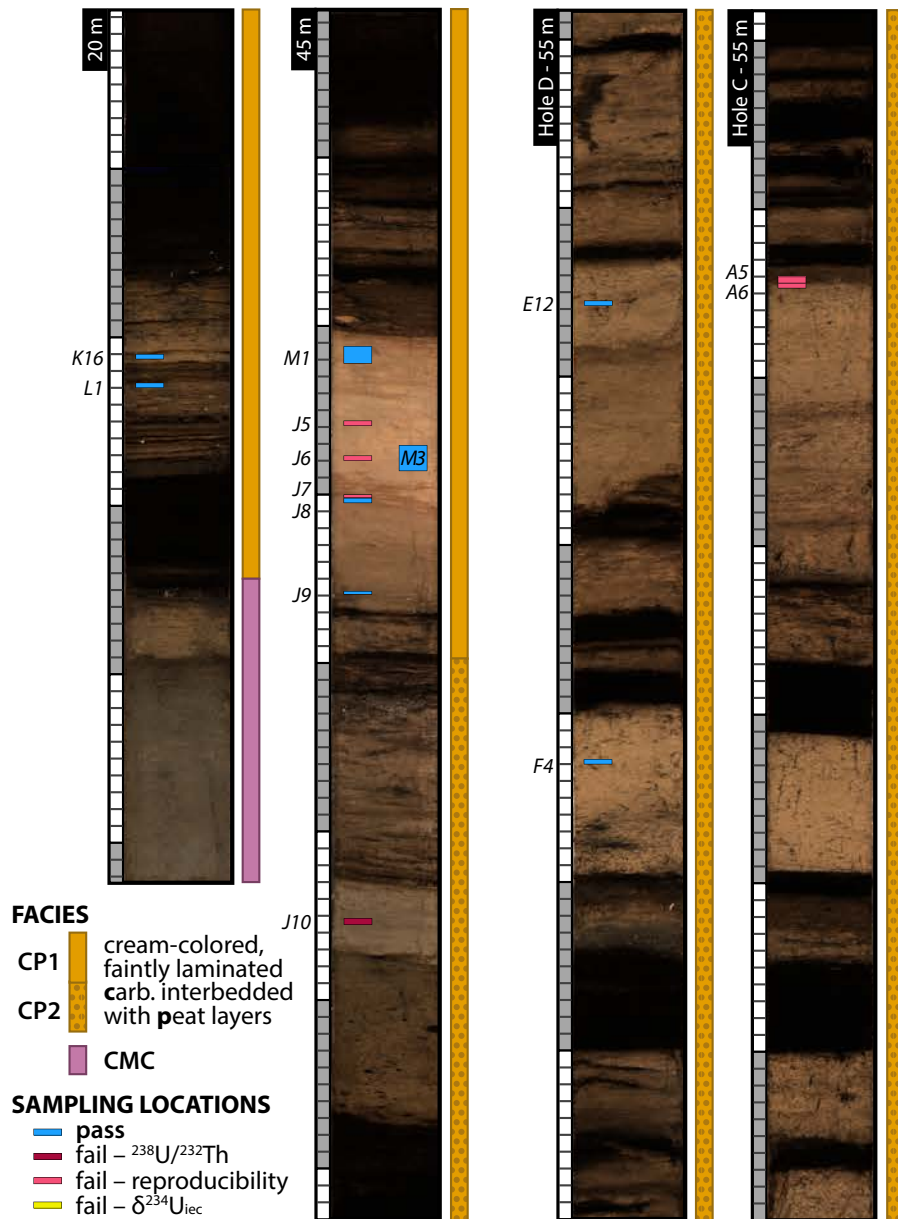 20 m
45 m
Hole D - 55 m
Hole C - 55 m
K16
L1
M1
J5
J6
M3
J7
J8
J9
J10
E12
F4
A5
A6
FACIES
CP1
CP2
cream-colored,
faintly laminated
carb. interbedded
with peat layers
CMC
SAMPLING LOCATIONS
pass
fail – ²³⁸U/²³²Th
fail – reproducibility
fail – δ²³⁴Uiec